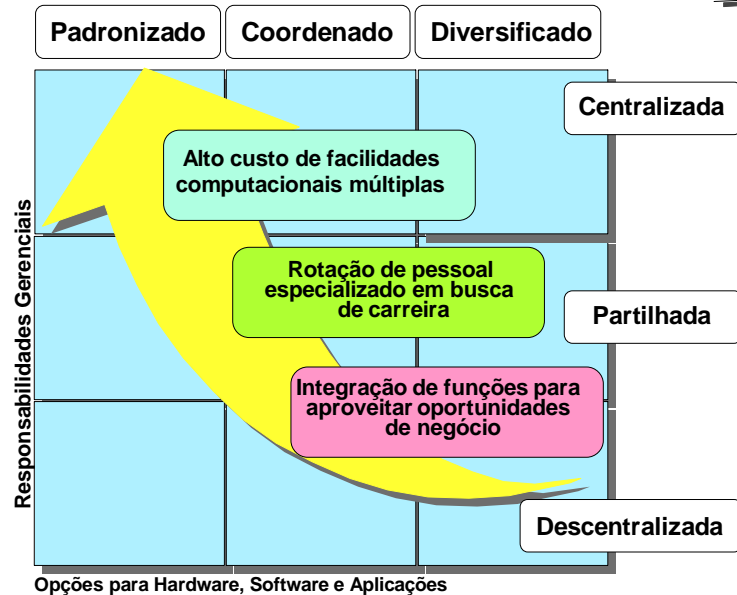 Padronizado
Coordenado
Diversificado
Centralizada
Alto custo de facilidades
computacionais múltiplas
Responsabilidades Gerenciais
Rotação de pessoal
especializado em busca
de carreira
Partilhada
Integração de funções para
aproveitar oportunidades
de negócio
Descentralizada
Opções para Hardware, Software e Aplicações